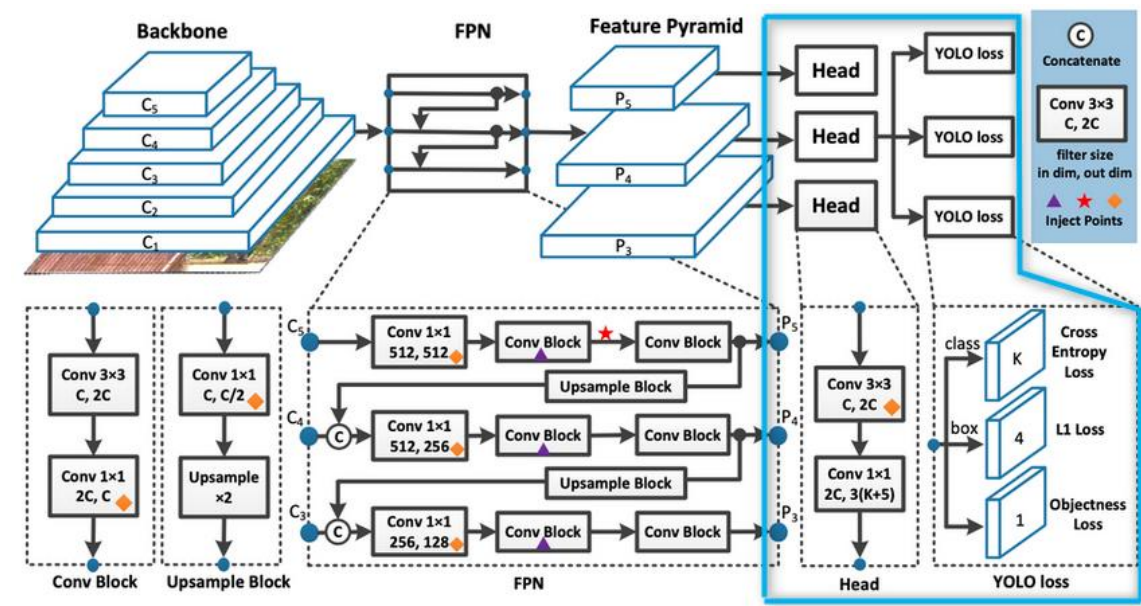 Backbone
FPN
Feature Pyramid
C5
C4
C3
C2
C1
P5
P4
P3
Head
Head
Head
YOLO loss
YOLO loss
YOLO loss
C
Concatenate
Conv 3×3
C, 2C
filter size
in dim, out dim
Inject Points
Conv 3×3
C, 2C
Conv 1×1
2C, C
Conv Block
Conv 1×1
C, C/2
Upsample
×2
Upsample Block
C5
Conv 1×1
512, 512
Conv Block
Conv Block
P5
Upsample Block
C4
C
Conv 1×1
512, 256
Conv Block
Conv Block
P4
Upsample Block
C3
C
Conv 1×1
256, 128
Conv Block
Conv Block
P3
FPN
Conv 3×3
C, 2C
Conv 1×1
2C, 3(K+5)
Head
class
K
Cross
Entropy
Loss
box
4
L1 Loss
1
Objectness
Loss
YOLO loss